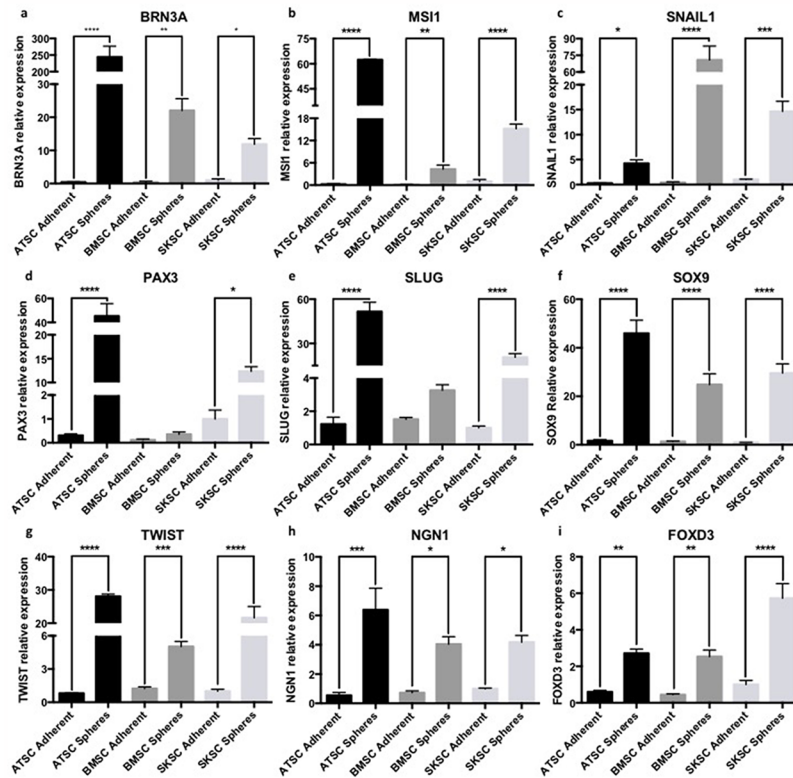 a BRN3A
**** ** *
BRN3A relative expression
300
250
200
150
30
20
10
0
ATSC Adherent
ATSC Spheres
BMSC Adherent
BMSC Spheres
SKSC Adherent
SKSC Spheres
b MSI1
**** ** ****
MSI1 relative expression
75
60
45
30
15
0
ATSC Adherent
ATSC Spheres
BMSC Adherent
BMSC Spheres
SKSC Adherent
SKSC Spheres
c SNAIL1
* **** ***
SNAIL1 relative expression
90
75
60
20
15
10
5
0
ATSC Adherent
ATSC Spheres
BMSC Adherent
BMSC Spheres
SKSC Adherent
SKSC Spheres
d PAX3
**** *
PAX3 relative expression
60
40
20
15
10
2
1
0
ATSC Adherent
ATSC Spheres
BMSC Adherent
BMSC Spheres
SKSC Adherent
SKSC Spheres
e SLUG
**** ****
SLUG relative expression
60
30
4
2
0
ATSC Adherent
ATSC Spheres
BMSC Adherent
BMSC Spheres
SKSC Adherent
SKSC Spheres
f SOX9
**** **** ****
SOX9 Relative expression
60
40
20
0
ATSC Adherent
ATSC Spheres
BMSC Adherent
BMSC Spheres
SKSC Adherent
SKSC Spheres
g TWIST
**** *** ****
TWIST relative expression
40
30
20
6
3
0
ATSC Adherent
ATSC Spheres
BMSC Adherent
BMSC Spheres
SKSC Adherent
SKSC Spheres
h NGN1
*** * *
NGN1 relative expression
10
8
6
4
2
0
ATSC Adherent
ATSC Spheres
BMSC Adherent
BMSC Spheres
SKSC Adherent
SKSC Spheres
i FOXD3
** ** ****
FOXD3 relative expression
8
6
4
2
0
ATSC Adherent
ATSC Spheres
BMSC Adherent
BMSC Spheres
SKSC Adherent
SKSC Spheres